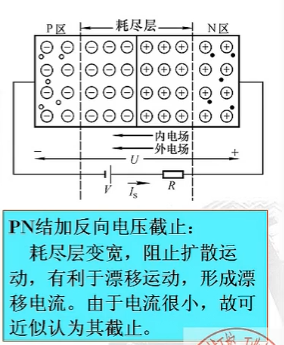 P区
耗尽层
N区
内电场
外电场
−
U
+
V
Is
R
PN结加反向电压截止：
耗尽层变宽，阻止扩散运
动，有利于漂移运动，形成漂
移电流。由于电流很小，故可
近似认为其截止。